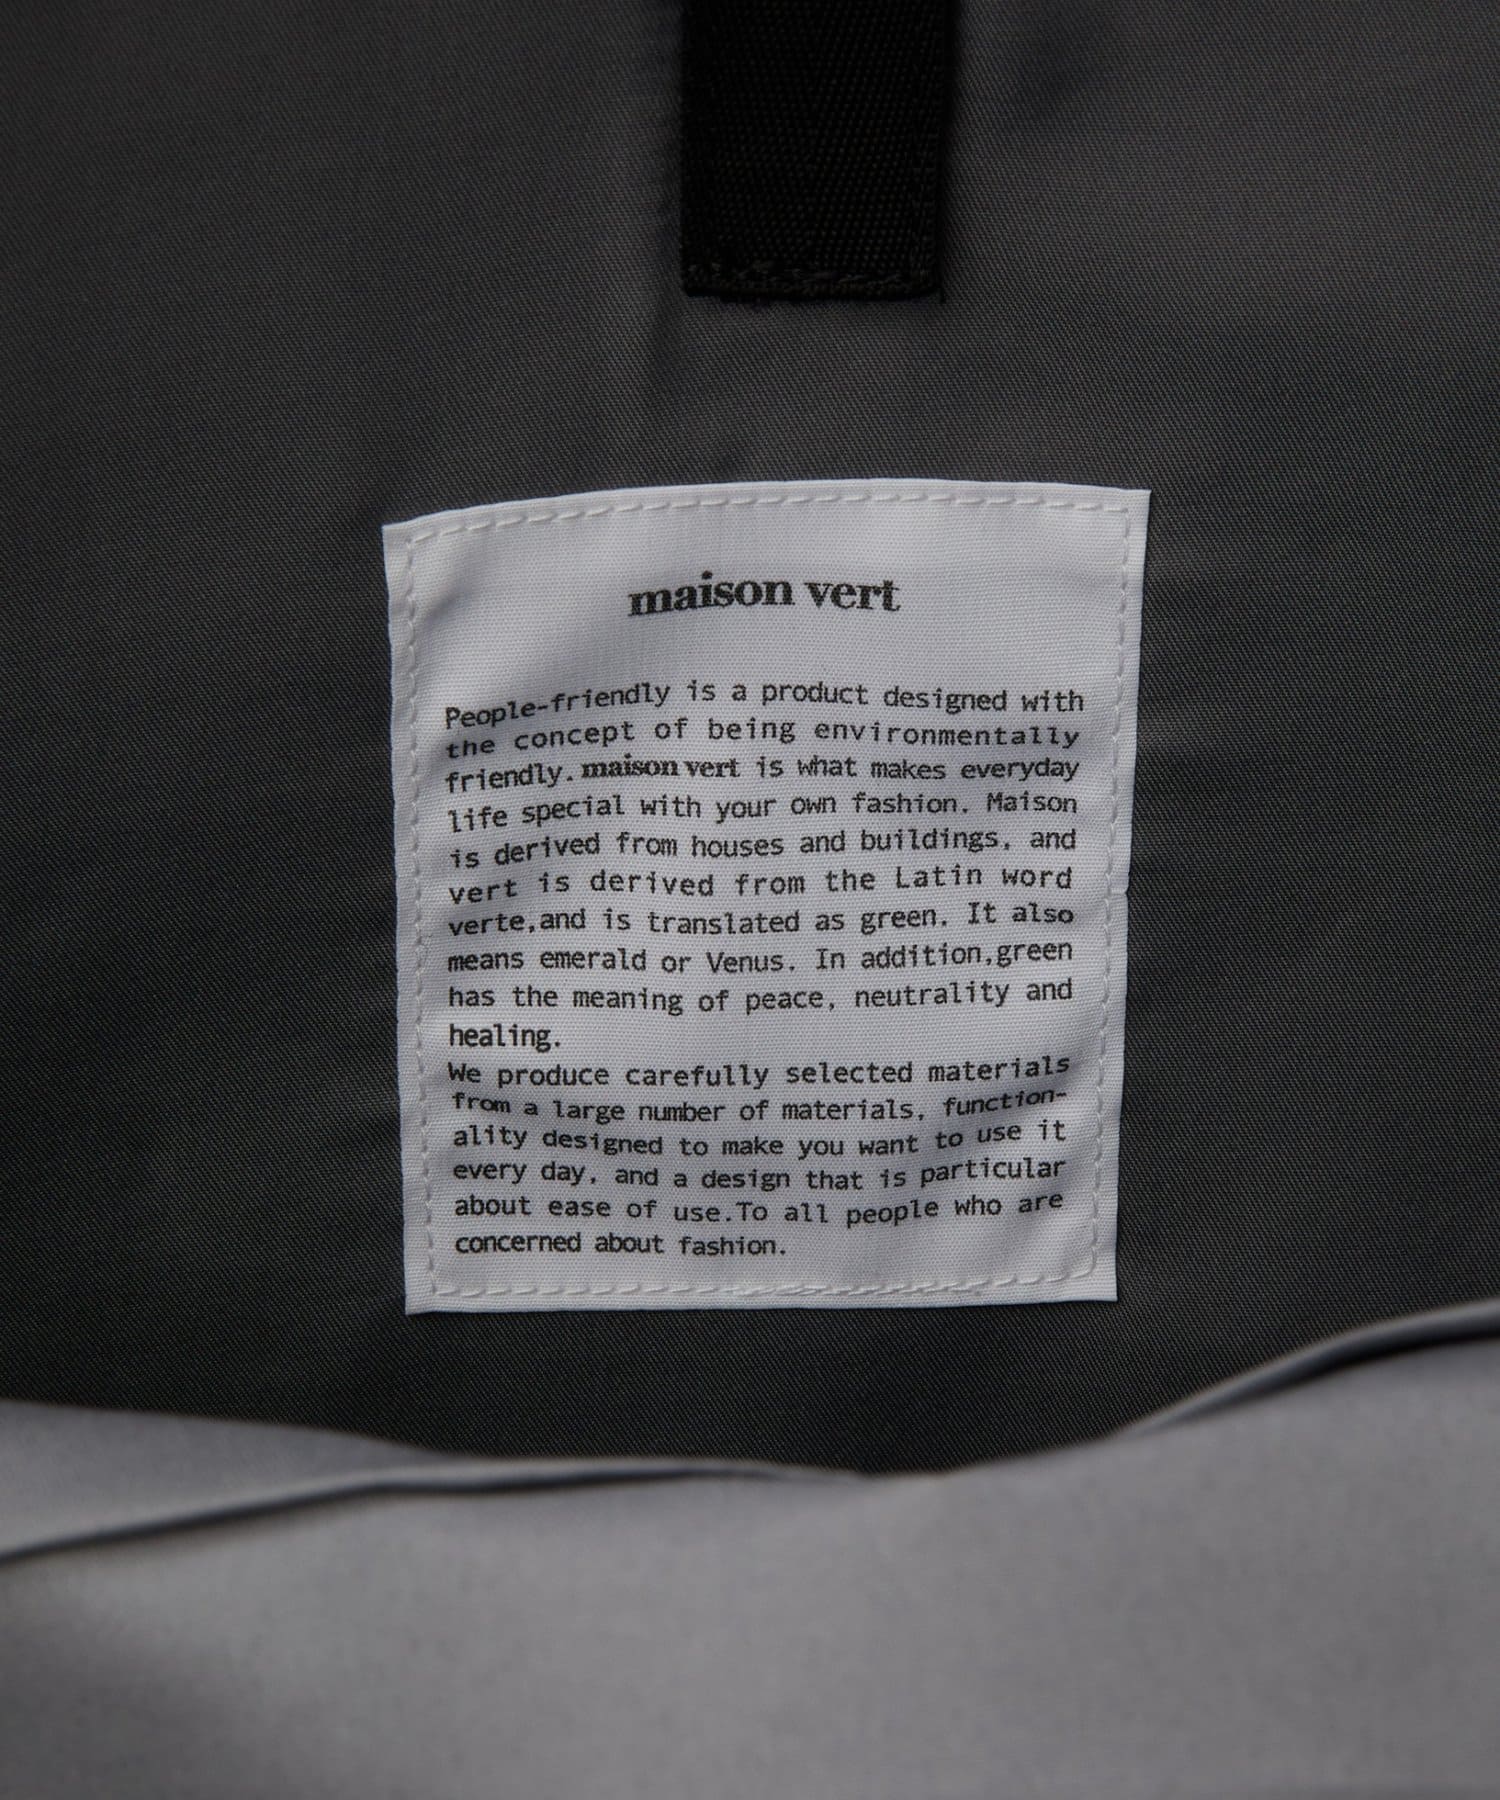 maison vert
People-friendly is a product designed with
the concept of being environmentally
friendly. maison vert is what makes everyday
life special with your own fashion. Maison
is derived from houses and buildings, and
vert is derived from the Latin word
verte,and is translated as green. It also
means emerald or Venus. In addition,green
has the meaning of peace, neutrality and
healing.
We produce carefully selected materials
from a large number of materials, function-
ality designed to make you want to use it
every day, and a design that is particular
about ease of use.To all people who are
concerned about fashion.